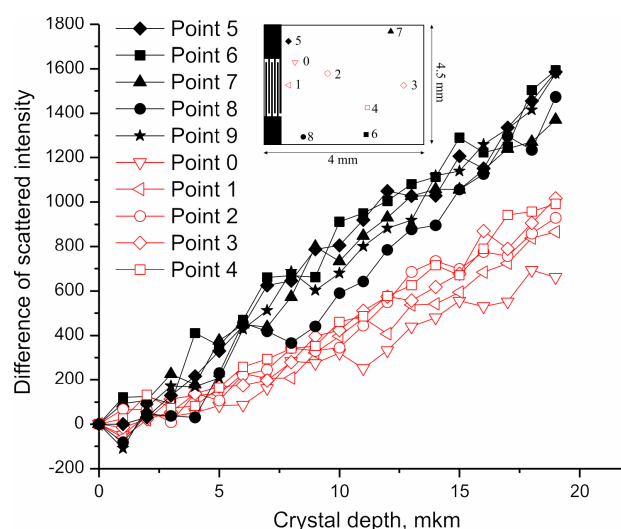 1800
1600
1400
1200
1000
800
600
400
200
0
-200
Difference of scattered intensity
Point 5
Point 6
Point 7
Point 8
Point 9
Point 0
Point 1
Point 2
Point 3
Point 4
5
7
0
2
1
3
4
8
6
4.5 mm
4 mm
0
5
10
15
20
Crystal depth, mkm